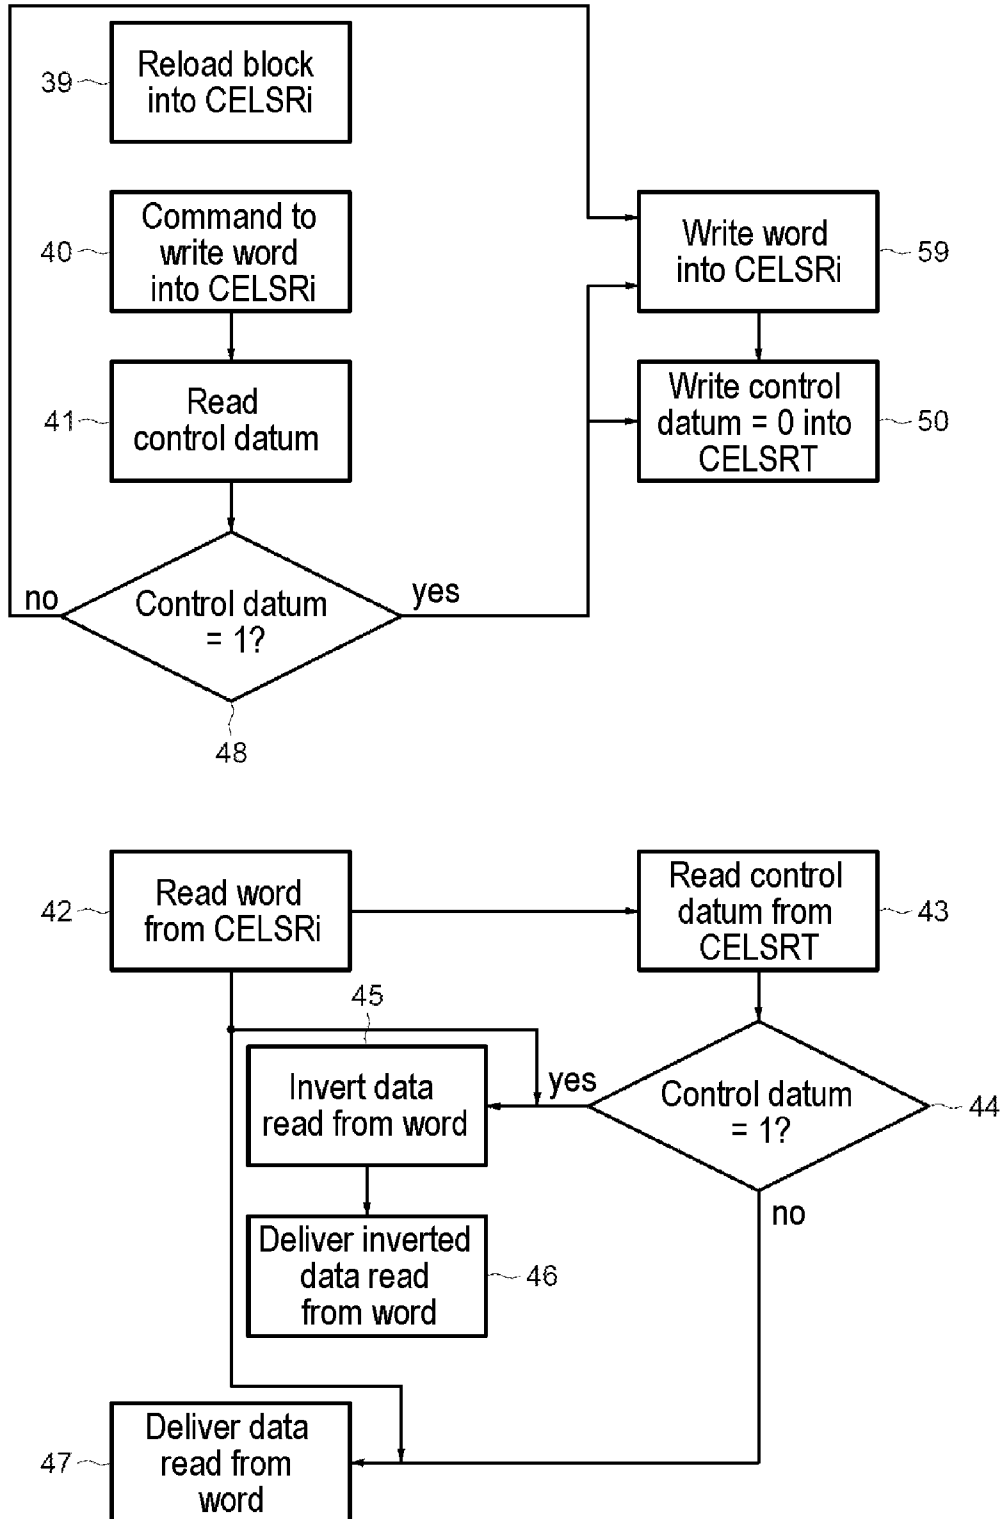 39
Reload block
into CELSRi
40
Command to
write word
into CELSRi
Write word
into CELSRi
59
41
Read
control datum
Write control
datum = 0 into
CELSRT
50
no
Control datum
= 1?
yes
48
42
Read word
from CELSRi
Read control
datum from
CELSRT
43
45
Invert data
read from word
yes
Control datum
= 1?
44
no
Deliver inverted
data read
from word
46
47
Deliver data
read from
word